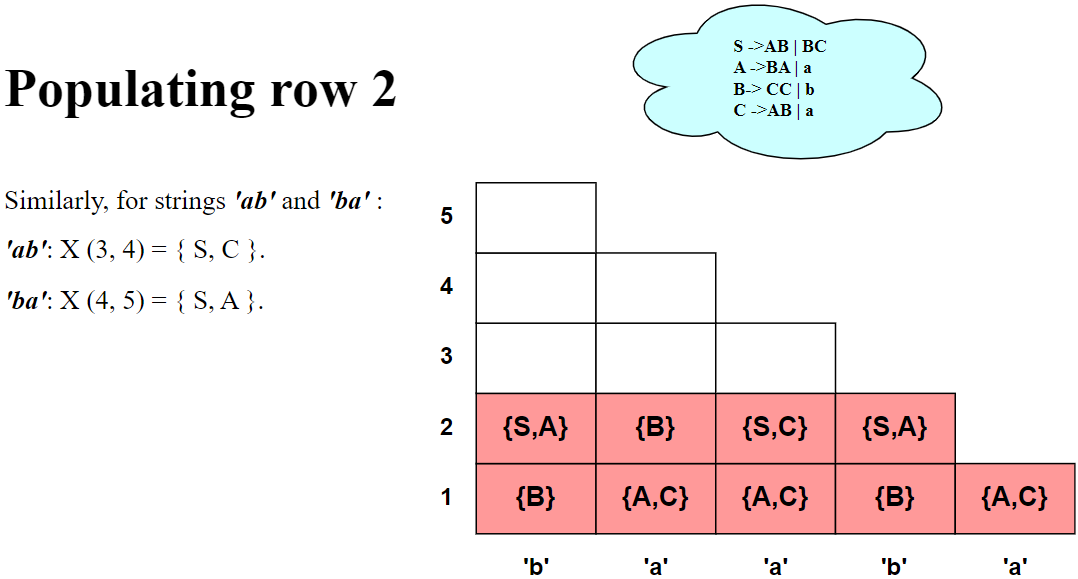 S ->AB | BC
A ->BA | a
B-> CC | b
C ->AB | a
Populating row 2
Similarly, for strings 'ab' and 'ba' :
'ab': X (3, 4) = { S, C }.
'ba': X (4, 5) = { S, A }.
5
4
3
2 {S,A} {B} {S,C} {S,A}
1 {B} {A,C} {A,C} {B} {A,C}
'b' 'a' 'a' 'b' 'a'